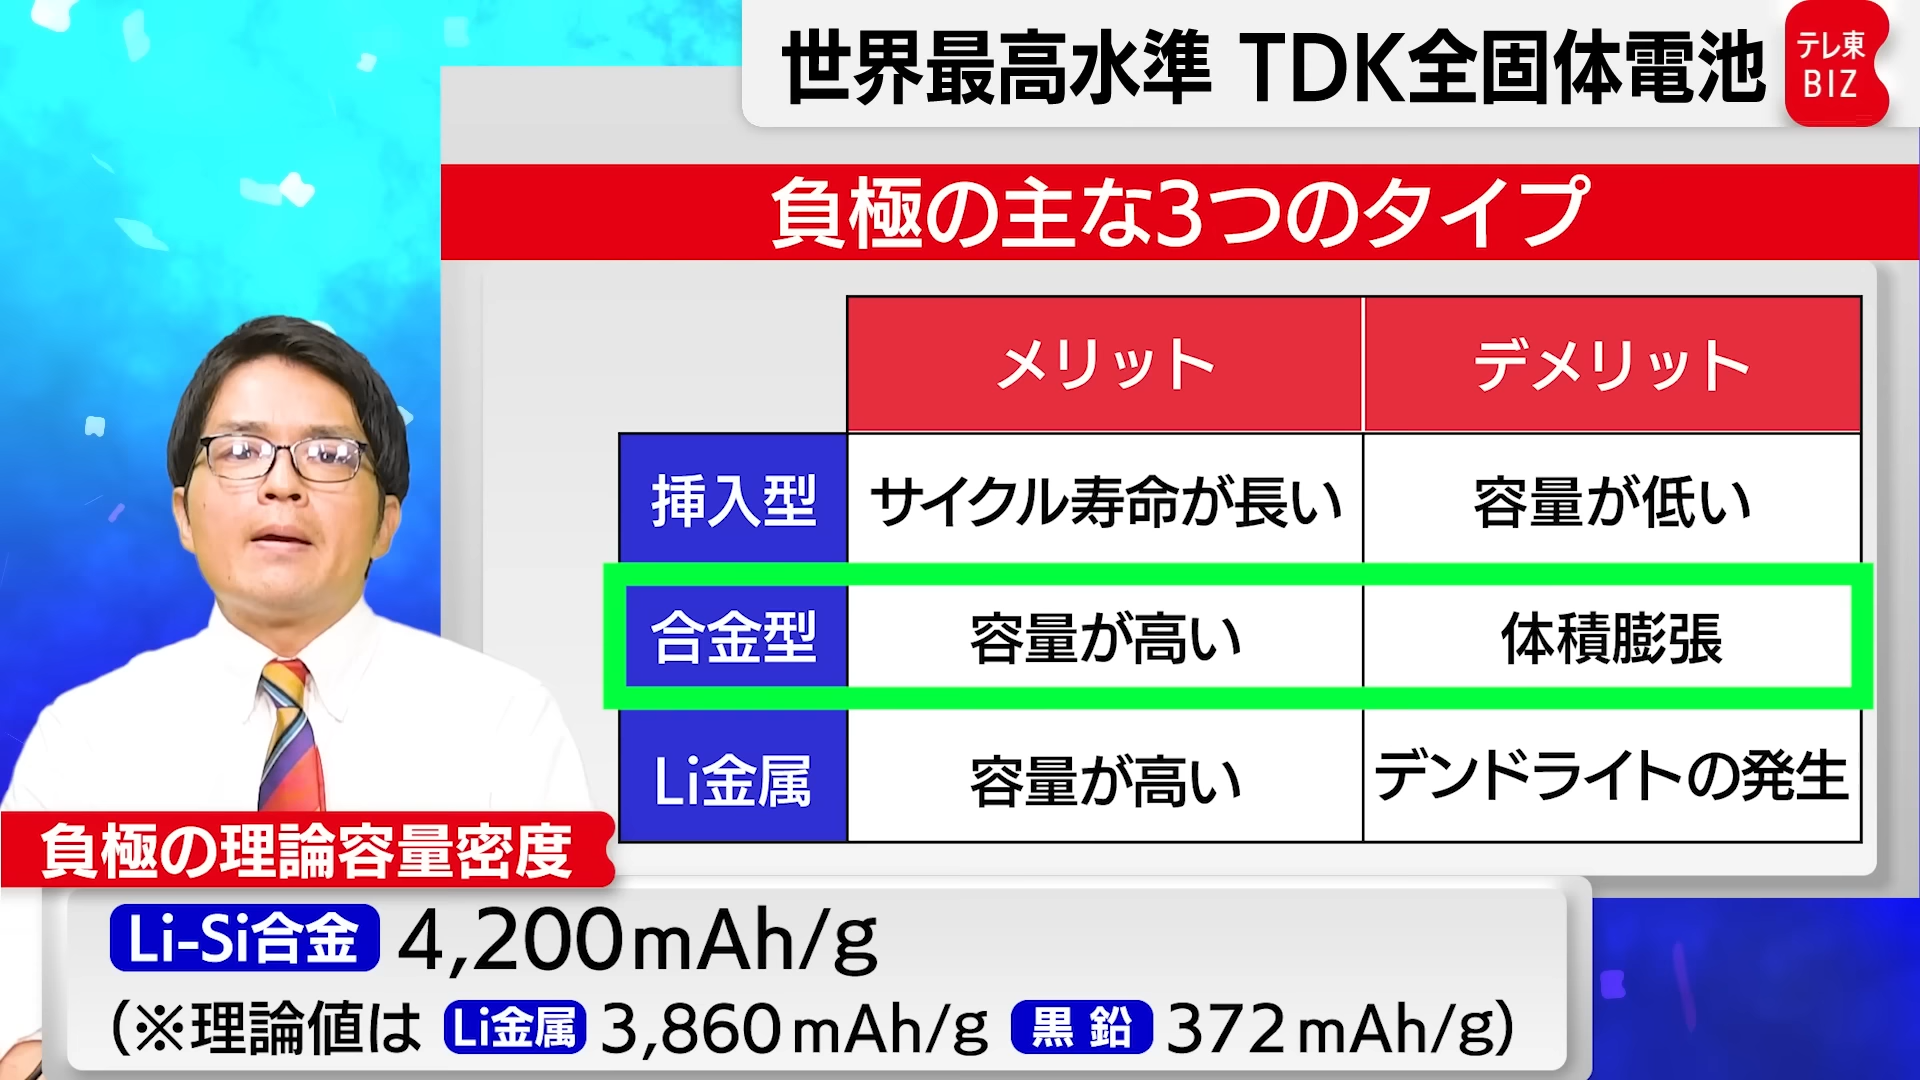 世界最高水準 TDK全固体電池
テレ東
BIZ
負極の主な3つのタイプ
メリット デメリット
挿入型 サイクル寿命が長い 容量が低い
合金型 容量が高い 体積膨張
Li金属 容量が高い デンドライトの発生
負極の理論容量密度
Li-Si合金 4,200mAh/g
(※理論値は Li金属 3,860mAh/g 黒鉛 372mAh/g)